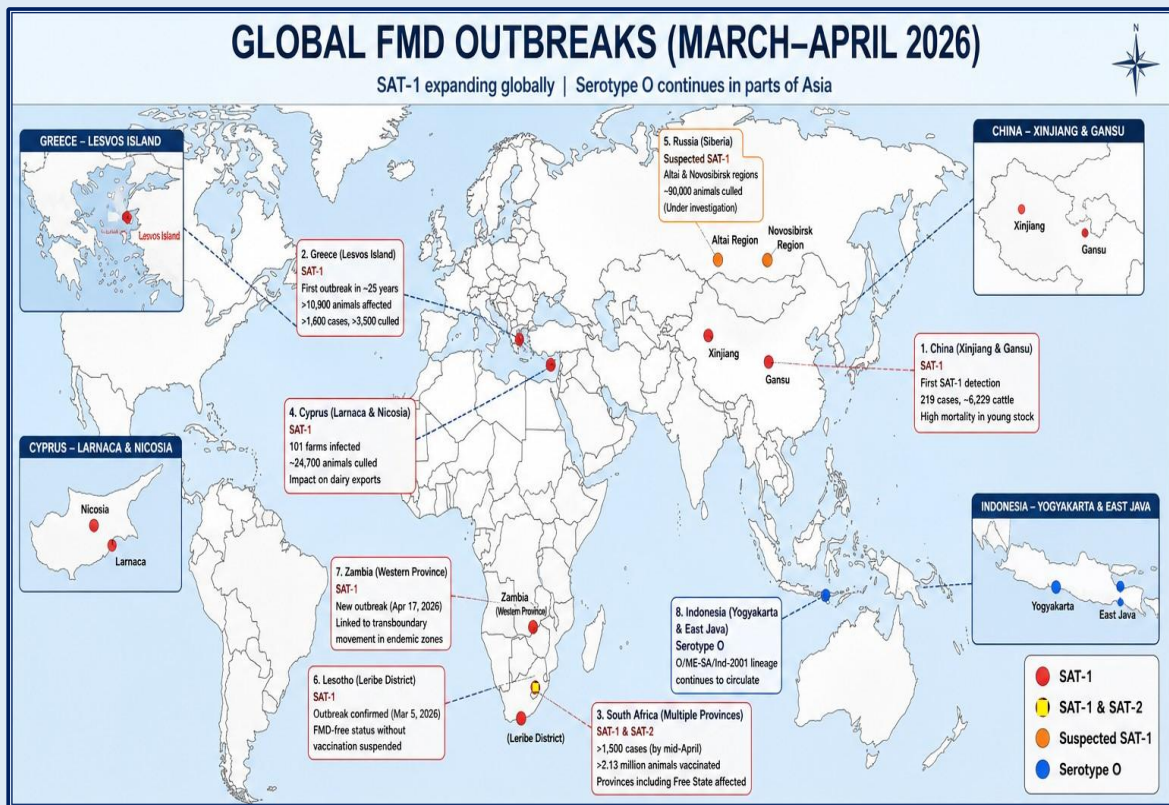 GLOBAL FMD OUTBREAKS (MARCH–APRIL 2026)
SAT-1 expanding globally | Serotype O continues in parts of Asia
N
GREECE – LESVOS ISLAND
Lesvos Island
2. Greece (Lesvos Island)
SAT-1
First outbreak in ~25 years
>10,900 animals affected
>1,600 cases, >3,500 culled
5. Russia (Siberia)
Suspected SAT-1
Altai & Novosibirsk regions
~90,000 animals culled
(Under investigation)
Altai Region
Novosibirsk
Region
CHINA – XINJIANG & GANSU
Xinjiang
Gansu
Xinjiang
Gansu
1. China (Xinjiang & Gansu)
SAT-1
First SAT-1 detection
219 cases, ~6,229 cattle
High mortality in young stock
4. Cyprus (Larnaca & Nicosia)
SAT-1
101 farms infected
~24,700 animals culled
Impact on dairy exports
CYPRUS – LARNACA & NICOSIA
Nicosia
Larnaca
7. Zambia (Western Province)
SAT-1
New outbreak (Apr 17, 2026)
Linked to transboundary
movement in endemic zones
Zambia
(Western Province)
6. Lesotho (Leribe District)
SAT-1
Outbreak confirmed (Mar 5, 2026)
FMD-free status without
vaccination suspended
(Leribe District)
3. South Africa (Multiple Provinces)
SAT-1 & SAT-2
>1,500 cases (by mid-April)
>2.13 million animals vaccinated
Provinces including Free State affected
8. Indonesia (Yogyakarta
& East Java)
Serotype O
O/ME-SA/Ind-2001 lineage
continues to circulate
INDONESIA – YOGYAKARTA & EAST JAVA
Yogyakarta
East Java
SAT-1
SAT-1 & SAT-2
Suspected SAT-1
Serotype O